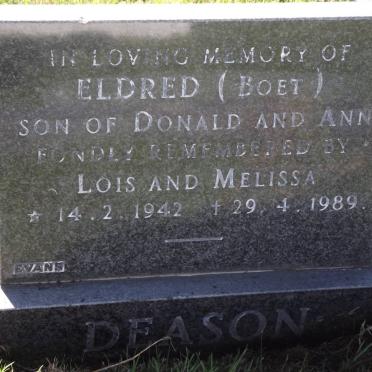 IN LOVING MEMORY OF
ELDRED (BOET)
SON OF DONALD AND ANN
FONDLY REMEMBERED BY
LOIS AND MELISSA
☆ 14.2.1942 ✝ 29.4.1989.
EVANS
DEASON